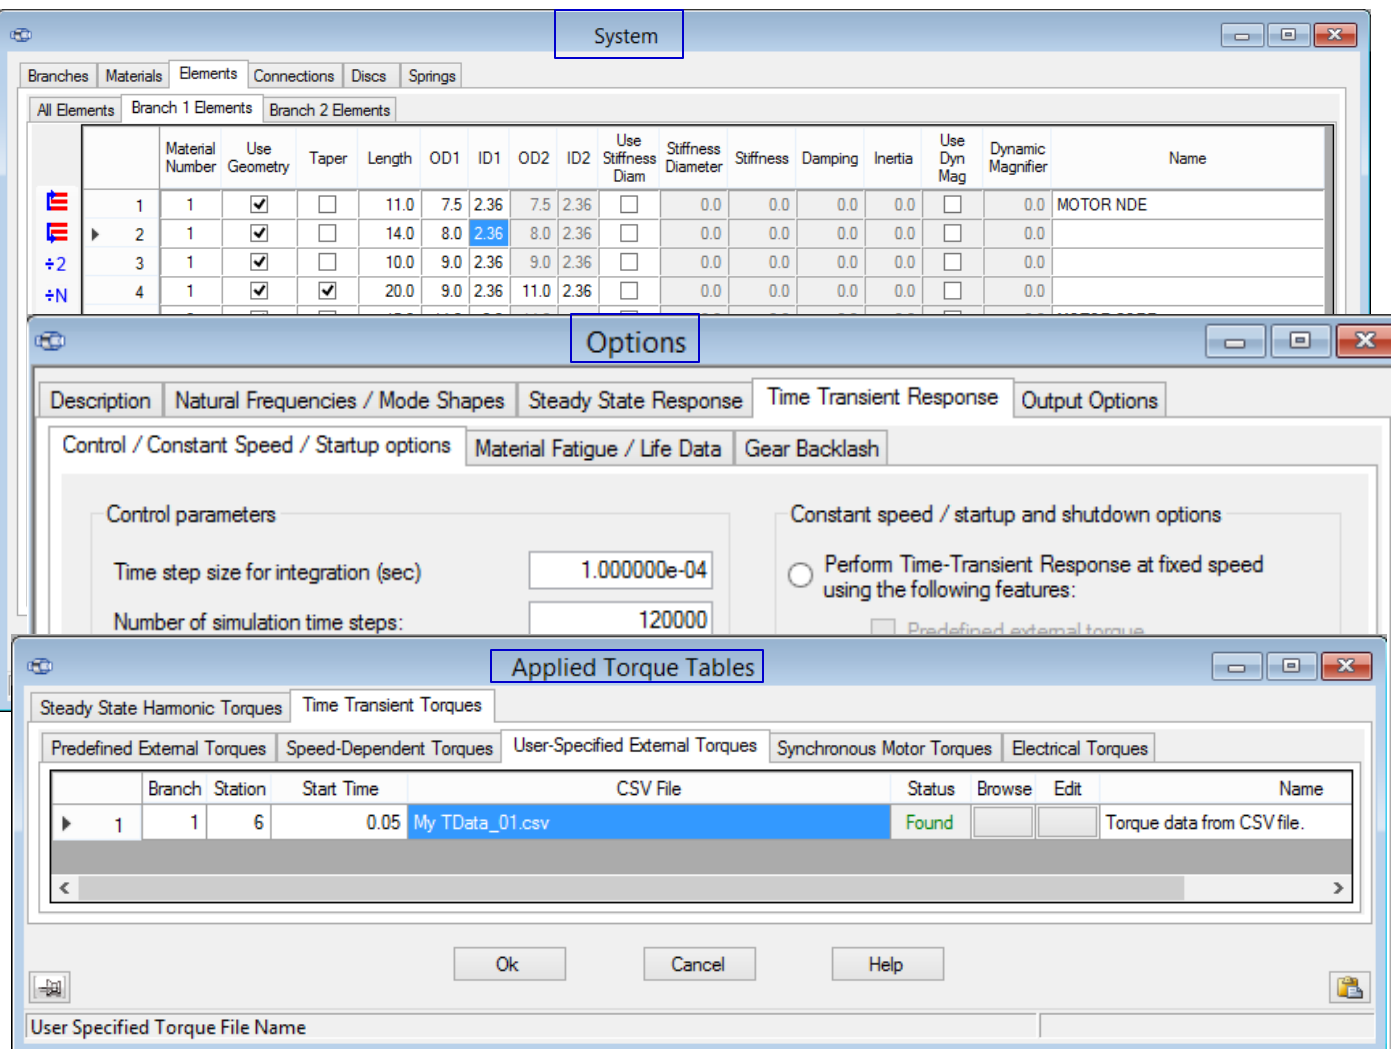 System
Branches Materials Elements Connections Discs Springs
All Elements Branch 1 Elements Branch 2 Elements
Material Number Use Geometry Taper Length OD1 ID1 OD2 ID2 Use Stiffness Diam Stiffness Diameter Stiffness Damping Inertia Use Dyn Mag Dynamic Magnifier Name
1 1 11.0 7.5 2.36 7.5 2.36 0.0 0.0 0.0 0.0 0.0 MOTOR NDE
2 1 14.0 8.0 2.36 8.0 2.36 0.0 0.0 0.0 0.0 0.0
÷2 3 1 10.0 9.0 2.36 9.0 2.36 0.0 0.0 0.0 0.0 0.0
÷N 4 1 20.0 9.0 2.36 11.0 2.36 0.0 0.0 0.0 0.0 0.0
Options
Description Natural Frequencies / Mode Shapes Steady State Response Time Transient Response Output Options
Control / Constant Speed / Startup options Material Fatigue / Life Data Gear Backlash
Control parameters
Time step size for integration (sec) 1.000000e-04
Number of simulation time steps: 120000
Constant speed / startup and shutdown options
Perform Time-Transient Response at fixed speed
using the following features:
Predefined external torque
Applied Torque Tables
Steady State Harmonic Torques Time Transient Torques
Predefined External Torques Speed-Dependent Torques User-Specified External Torques Synchronous Motor Torques Electrical Torques
Branch Station Start Time CSV File Status Browse Edit Name
1 1 6 0.05 My TData_01.csv Found Torque data from CSV file.
Ok Cancel Help
User Specified Torque File Name